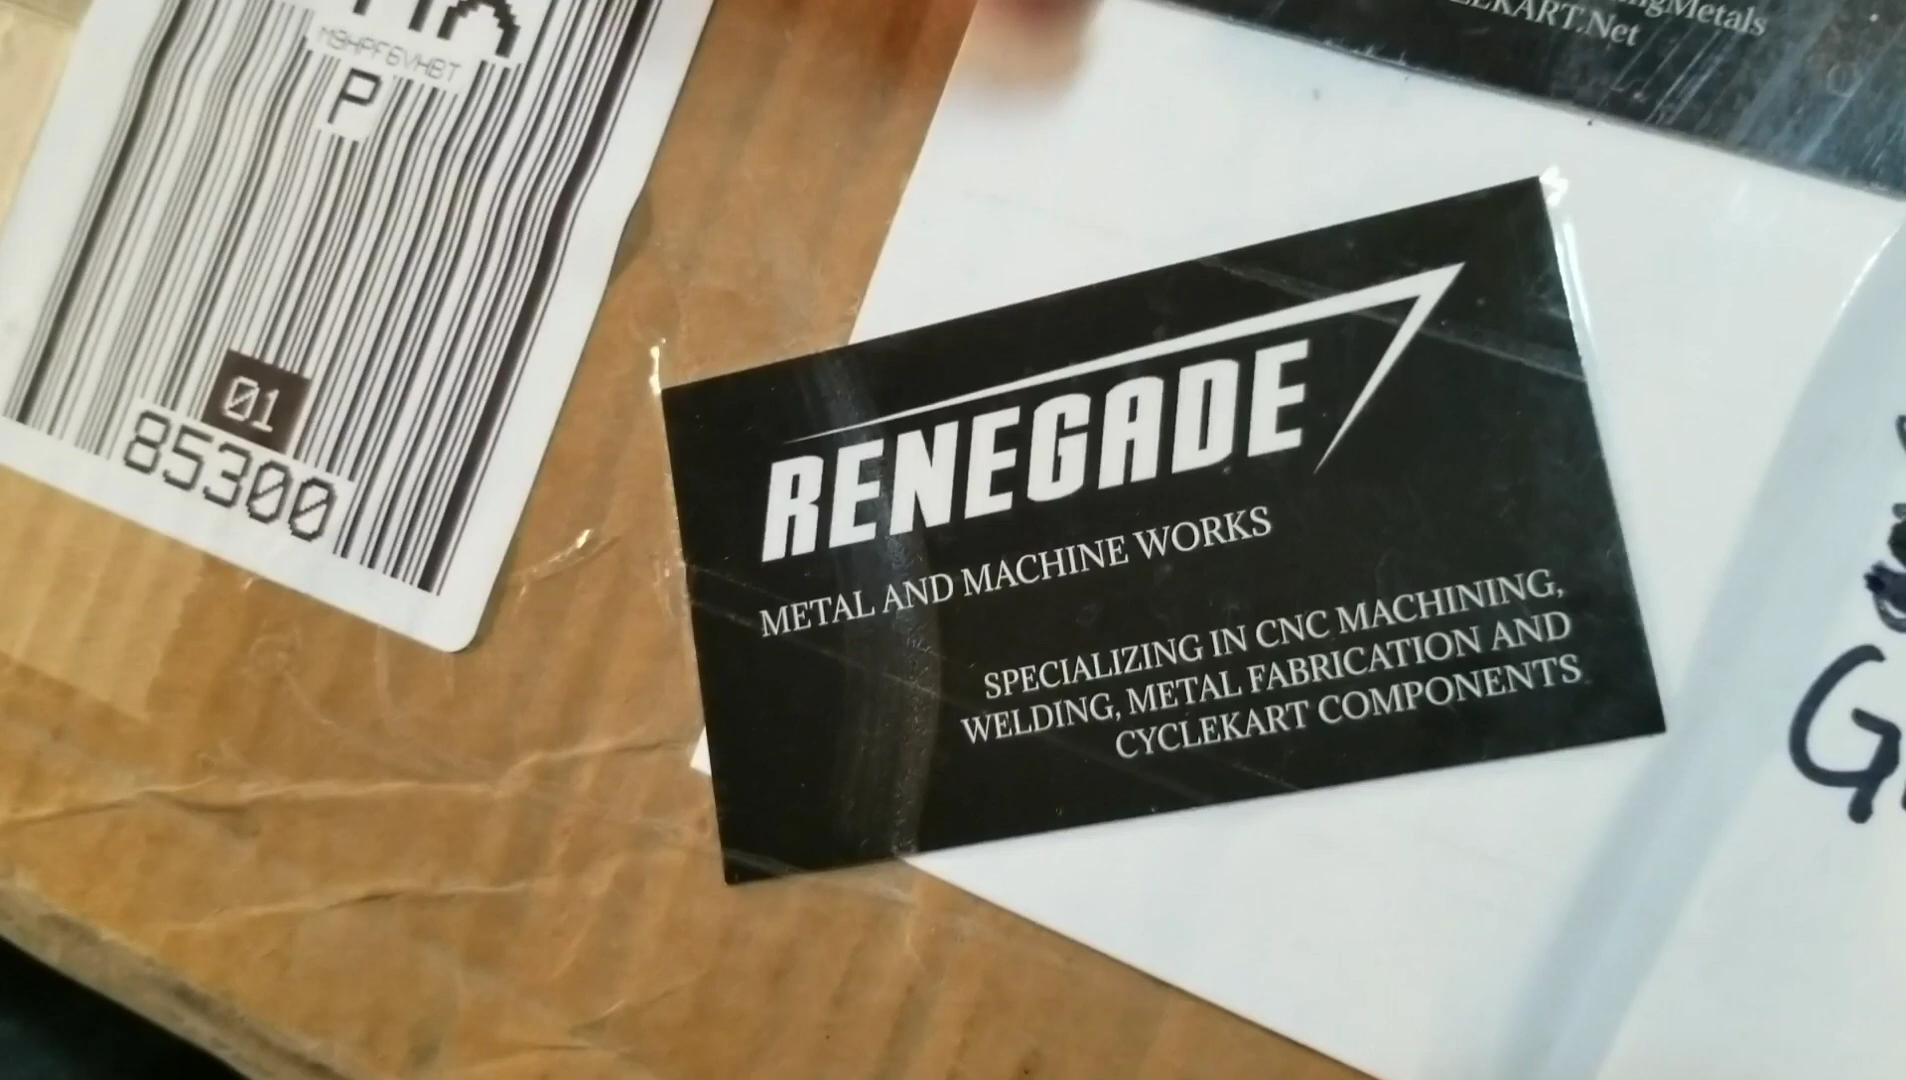 M9HPF6VHBT
P
01
85300
CYCLEKART.Net
RENEGADE
METAL AND MACHINE WORKS
SPECIALIZING IN CNC MACHINING,
WELDING, METAL FABRICATION AND
CYCLEKART COMPONENTS